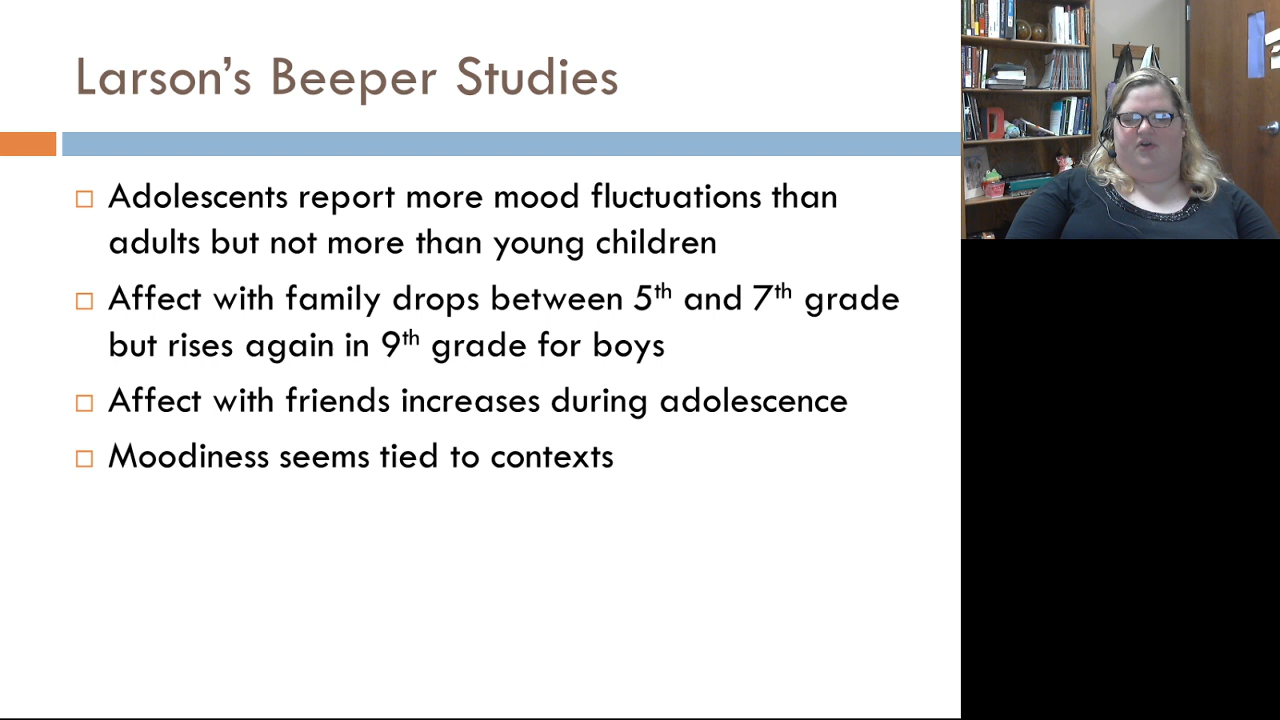 Larson’s Beeper Studies
Adolescents report more mood fluctuations than
adults but not more than young children
Affect with family drops between 5th and 7th grade
but rises again in 9th grade for boys
Affect with friends increases during adolescence
Moodiness seems tied to contexts